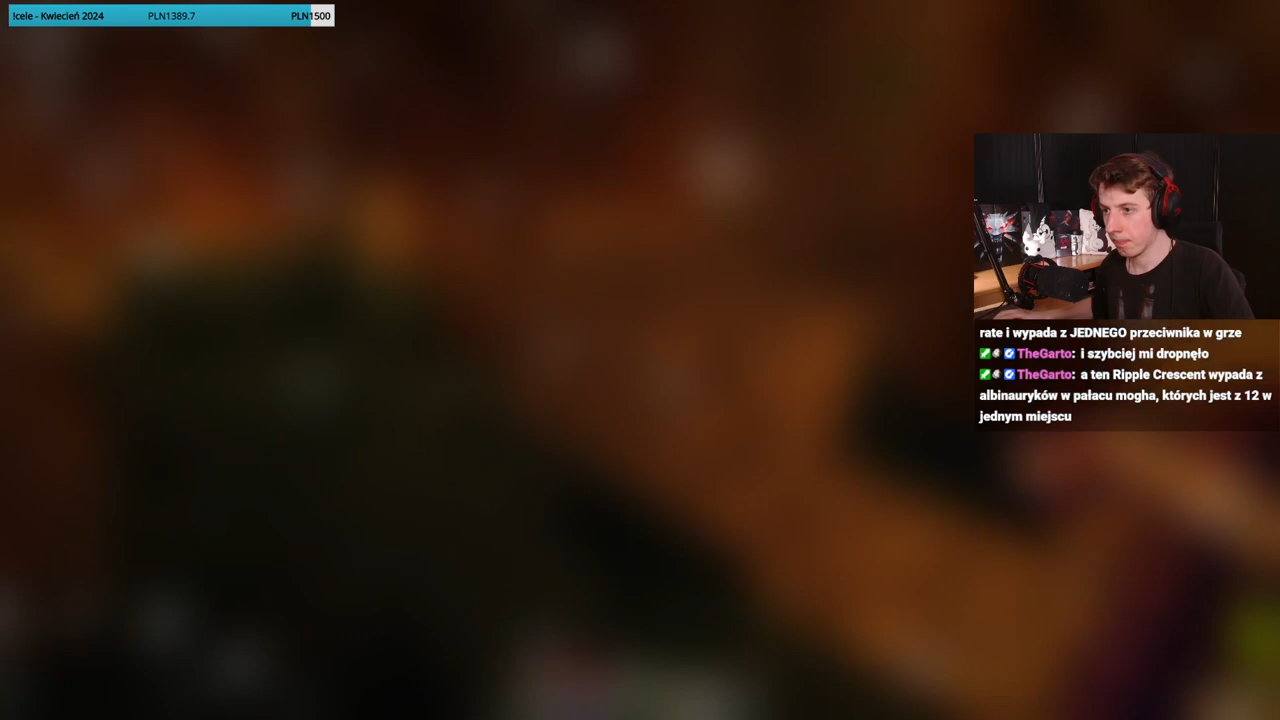 !cele - Kwiecień 2024 PLN1389.7 PLN1500
rate i wypada z JEDNEGO przeciwnika w grze
TheGarto: i szybciej mi dropnęło
TheGarto: a ten Ripple Crescent wypada z
albinauryków w pałacu mogha, których jest z 12 w
jednym miejscu